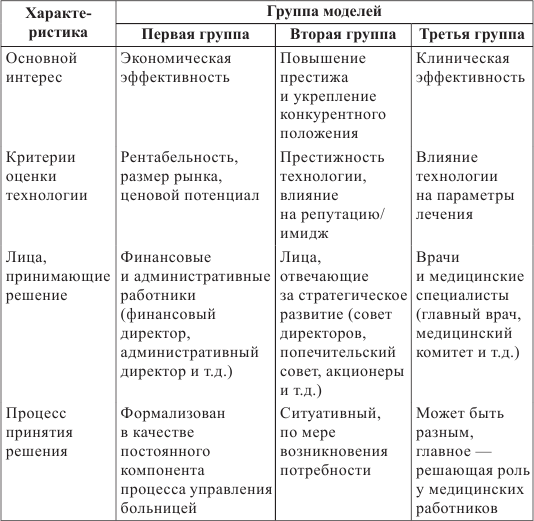 Характе-
ристика
Группа моделей
Первая группа
Вторая группа
Третья группа
Основной
интерес
Экономическая
эффективность
Повышение
престижа
и укрепление
конкурентного
положения
Клиническая
эффективность
Критерии
оценки
технологии
Рентабельность,
размер рынка,
ценовой потенциал
Престижность
технологии,
влияние
на репутацию/
имидж
Влияние
технологии
на параметры
лечения
Лица,
принимающие
решение
Финансовые
и административные
работники
(финансовый
директор,
административный
директор и т.д.)
Лица,
отвечающие
за стратегическое
развитие (совет
директоров,
попечительский
совет, акционеры
и т.д.)
Врачи
и медицинские
специалисты
(главный врач,
медицинский
комитет и т.д.)
Процесс
принятия
решения
Формализован
в качестве
постоянного
компонента
процесса управления
больницей
Ситуативный,
по мере
возникновения
потребности
Может быть
разным,
главное —
решающая роль
у медицинских
работников